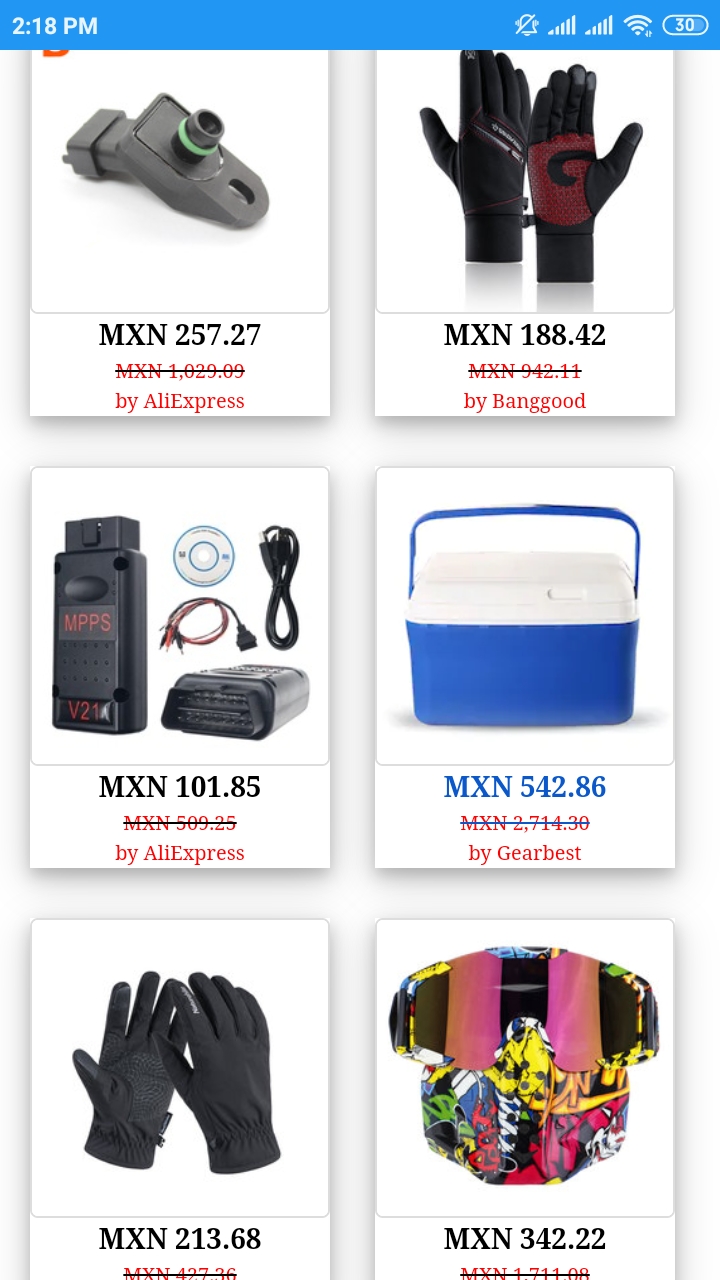 2:18 PM
30
MXN 257.27
MXN 1,029.09
by AliExpress
MXN 188.42
MXN 942.11
by Banggood
MPPS
V21
MXN 101.85
MXN 509.25
by AliExpress
MXN 542.86
MXN 2,714.30
by Gearbest
MXN 213.68
MXN 427.36
MXN 342.22
MXN 1,711.08